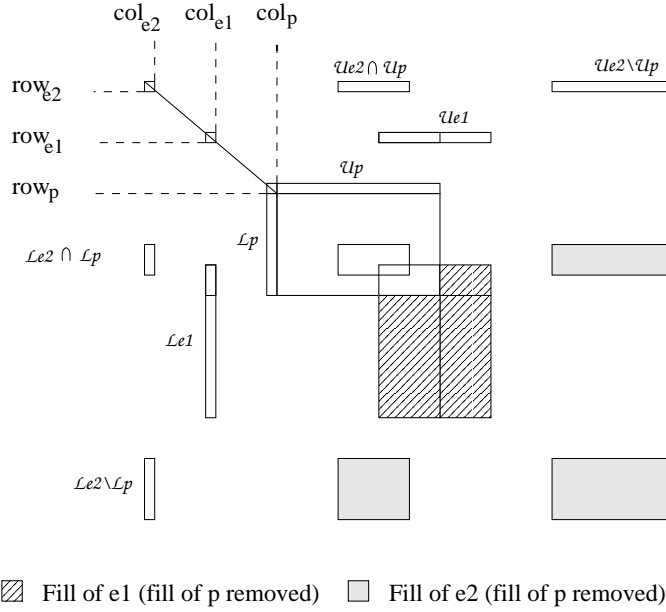 col_e2 col_e1 col_p
row_e2 Ue2 ∩ Up Ue2\Up
row_e1 Ue1
row_p Up
Le2 ∩ Lp Lp
Le1
Le2\Lp
Fill of e1 (fill of p removed) Fill of e2 (fill of p removed)